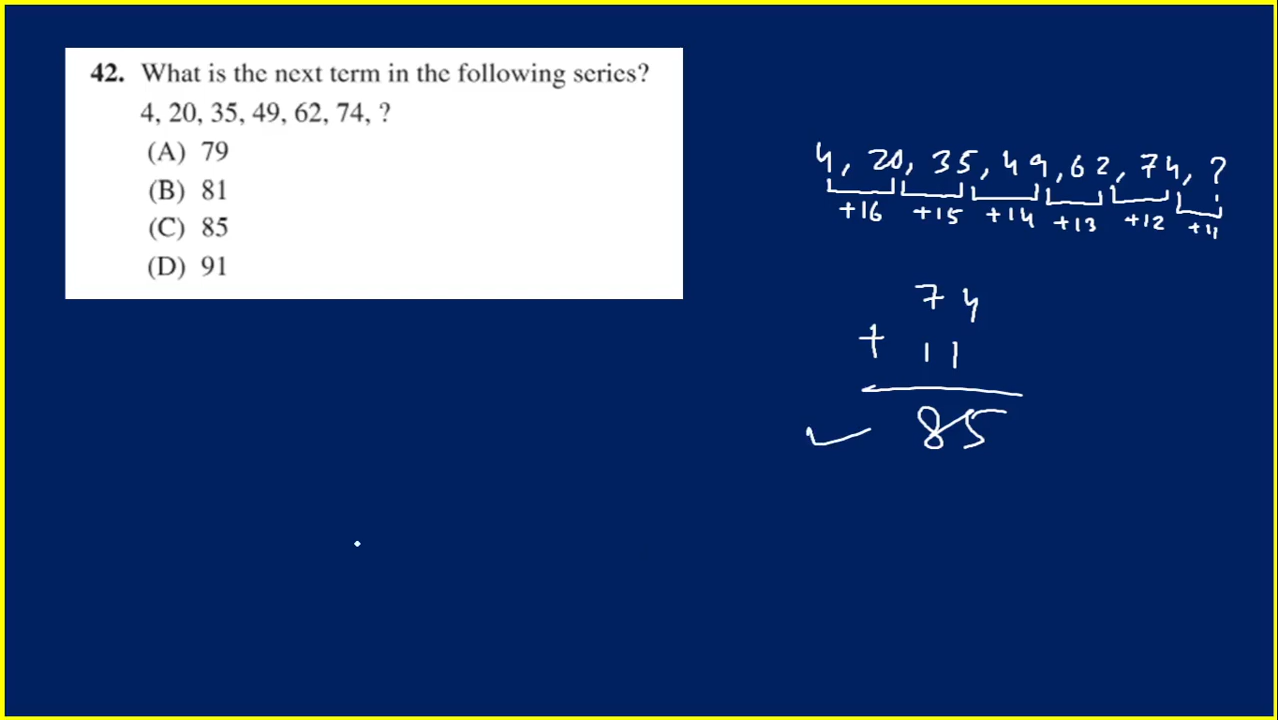 42. What is the next term in the following series?
4, 20, 35, 49, 62, 74, ?
(A) 79
(B) 81
(C) 85
(D) 91
4, 20, 35, 49, 62, 74, ?
+16 +15 +14 +13 +12 +11
74
+ 11
85